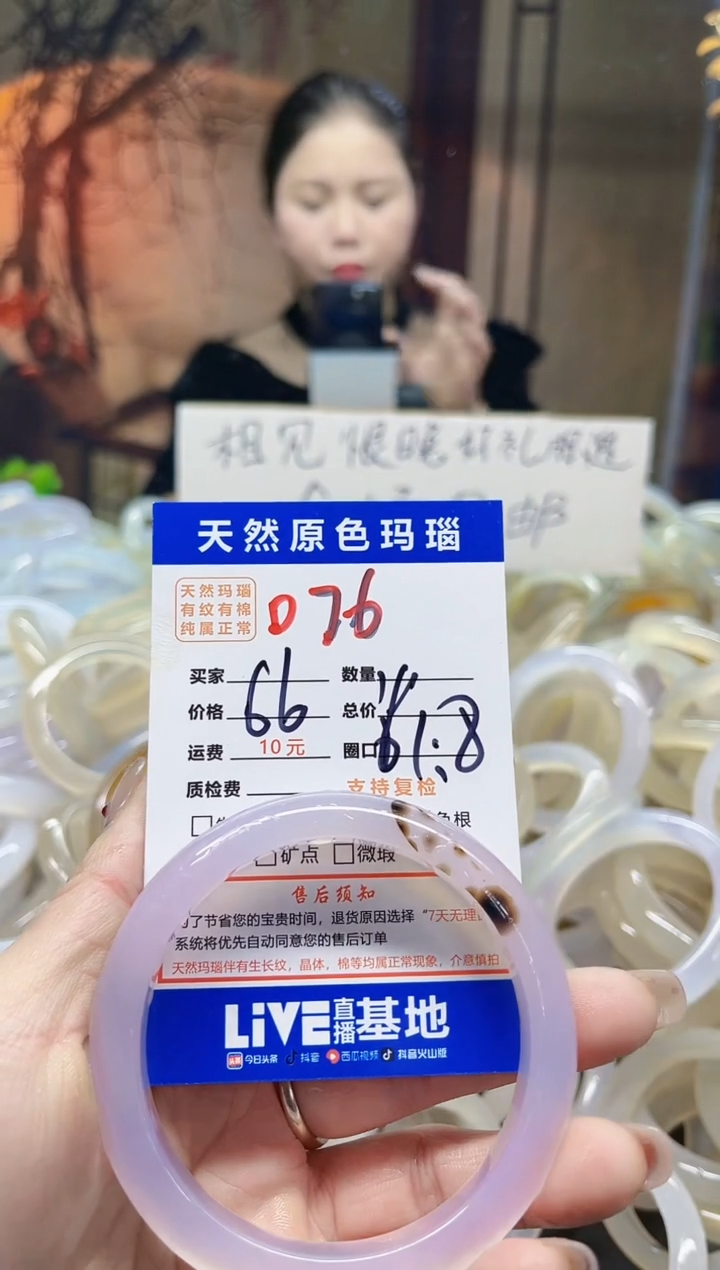 相见恨晚
天然原色玛瑙
天然玛瑙
有纹有棉
纯属正常
076
买家 数量
价格 66 总价
运费 10元 圈口 61.8
质检费 支持复检
色根
矿点 微瑕
售后须知
了节省您的宝贵时间，退货原因选择“7天无理
系统将优先自动同意您的售后订单
天然玛瑙伴有生长纹，晶体，棉等均属正常现象，介意慎拍
LiVE直播基地
今日头条 抖音 西瓜视频 抖音火山版